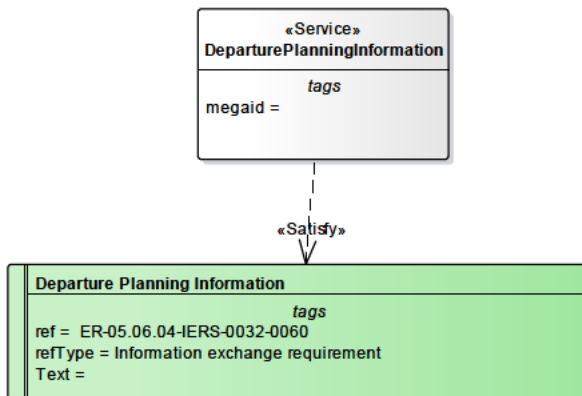 «Service»
DeparturePlanningInformation
tags
megaid =
«Satisfy»
Departure Planning Information
tags
ref =  ER-05.06.04-IERS-0032-0060
refType = Information exchange requirement
Text =